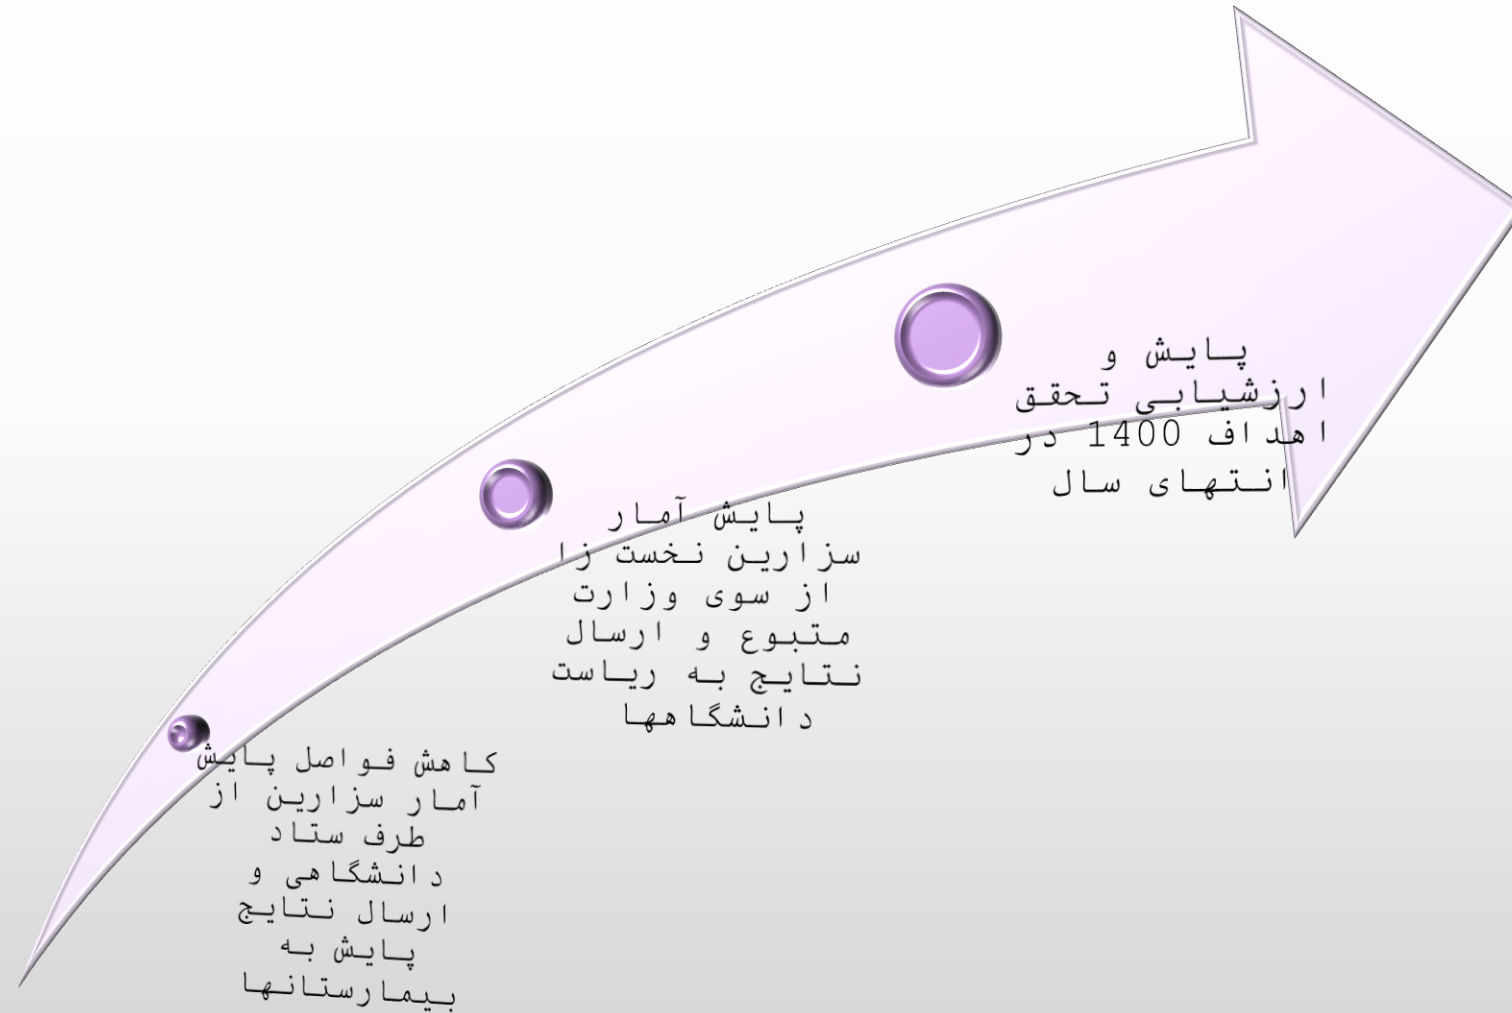 کاهش فواصل پایش
آمار سزارین از
طرف ستاد
دانشگاهی و
ارسال نتایج
پایش به
بیمارستانها
پایش آمار
سزارین نخست زا
از سوی وزارت
متبوع و ارسال
نتایج به ریاست
دانشگاهها
پایش و
ارزشیابی تحقق
اهداف 1400 در
انتهای سال